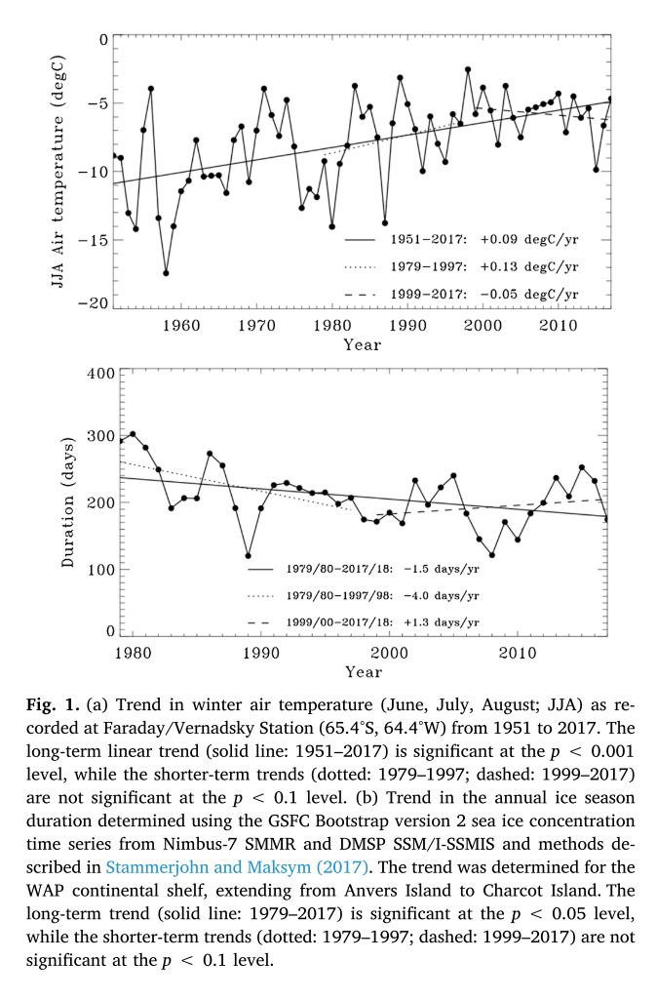 0
−5
−10
−15
−20
JJA Air temperature (degC)
1951−2017: +0.09 degC/yr
1979−1997: +0.13 degC/yr
1999−2017: −0.05 degC/yr
1960 1970 1980 1990 2000 2010
Year
400
300
200
100
0
Duration (days)
1979/80−2017/18: −1.5 days/yr
1979/80−1997/98: −4.0 days/yr
1999/00−2017/18: +1.3 days/yr
1980 1990 2000 2010
Year
Fig. 1. (a) Trend in winter air temperature (June, July, August; JJA) as re-
corded at Faraday/Vernadsky Station (65.4°S, 64.4°W) from 1951 to 2017. The
long-term linear trend (solid line: 1951–2017) is significant at the p < 0.001
level, while the shorter-term trends (dotted: 1979–1997; dashed: 1999–2017)
are not significant at the p < 0.1 level. (b) Trend in the annual ice season
duration determined using the GSFC Bootstrap version 2 sea ice concentration
time series from Nimbus-7 SMMR and DMSP SSM/I-SSMIS and methods de-
scribed in Stammerjohn and Maksym (2017). The trend was determined for the
WAP continental shelf, extending from Anvers Island to Charcot Island. The
long-term trend (solid line: 1979–2017) is significant at the p < 0.05 level,
while the shorter-term trends (dotted: 1979–1997; dashed: 1999–2017) are not
significant at the p < 0.1 level.